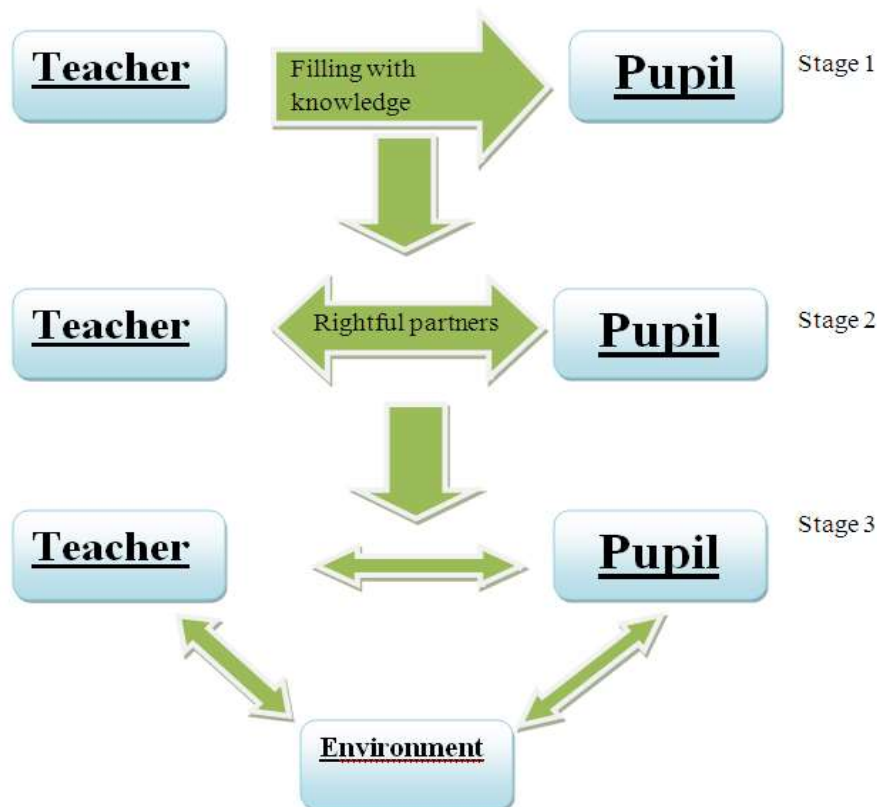 Teacher
Filling with
knowledge
Pupil
Stage 1
Teacher
Rightful partners
Pupil
Stage 2
Teacher
Pupil
Stage 3
Environment